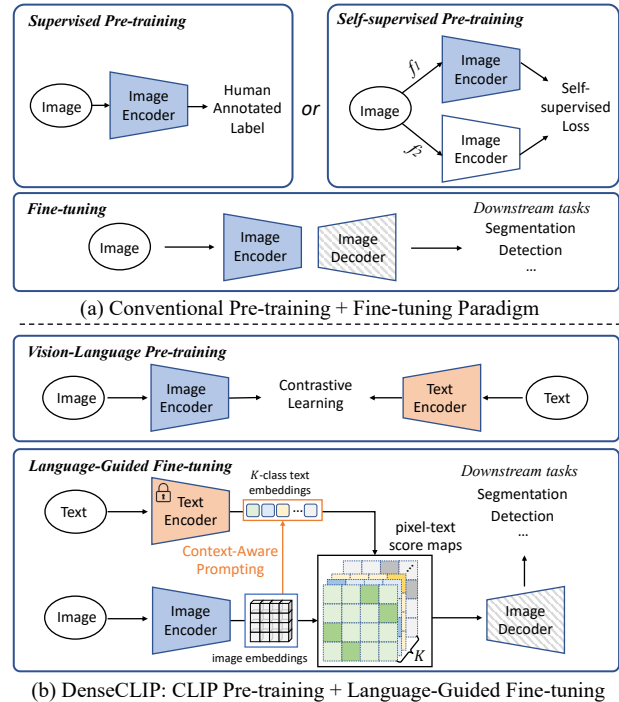 Supervised Pre-training
Image
Image
Encoder
Human
Annotated
Label
or
Self-supervised Pre-training
Image
f1
f2
Image
Encoder
Image
Encoder
Self-
supervised
Loss
Fine-tuning
Image
Image
Encoder
Image
Decoder
Downstream tasks
Segmentation
Detection
...
(a) Conventional Pre-training + Fine-tuning Paradigm
Vision-Language Pre-training
Image
Image
Encoder
Contrastive
Learning
Text
Encoder
Text
Language-Guided Fine-tuning
Text
Text
Encoder
K-class text
embeddings
...
Context-Aware
Prompting
Image
Image
Encoder
image embeddings
pixel-text
score maps
...
K
Image
Decoder
Downstream tasks
Segmentation
Detection
...
(b) DenseCLIP: CLIP Pre-training + Language-Guided Fine-tuning